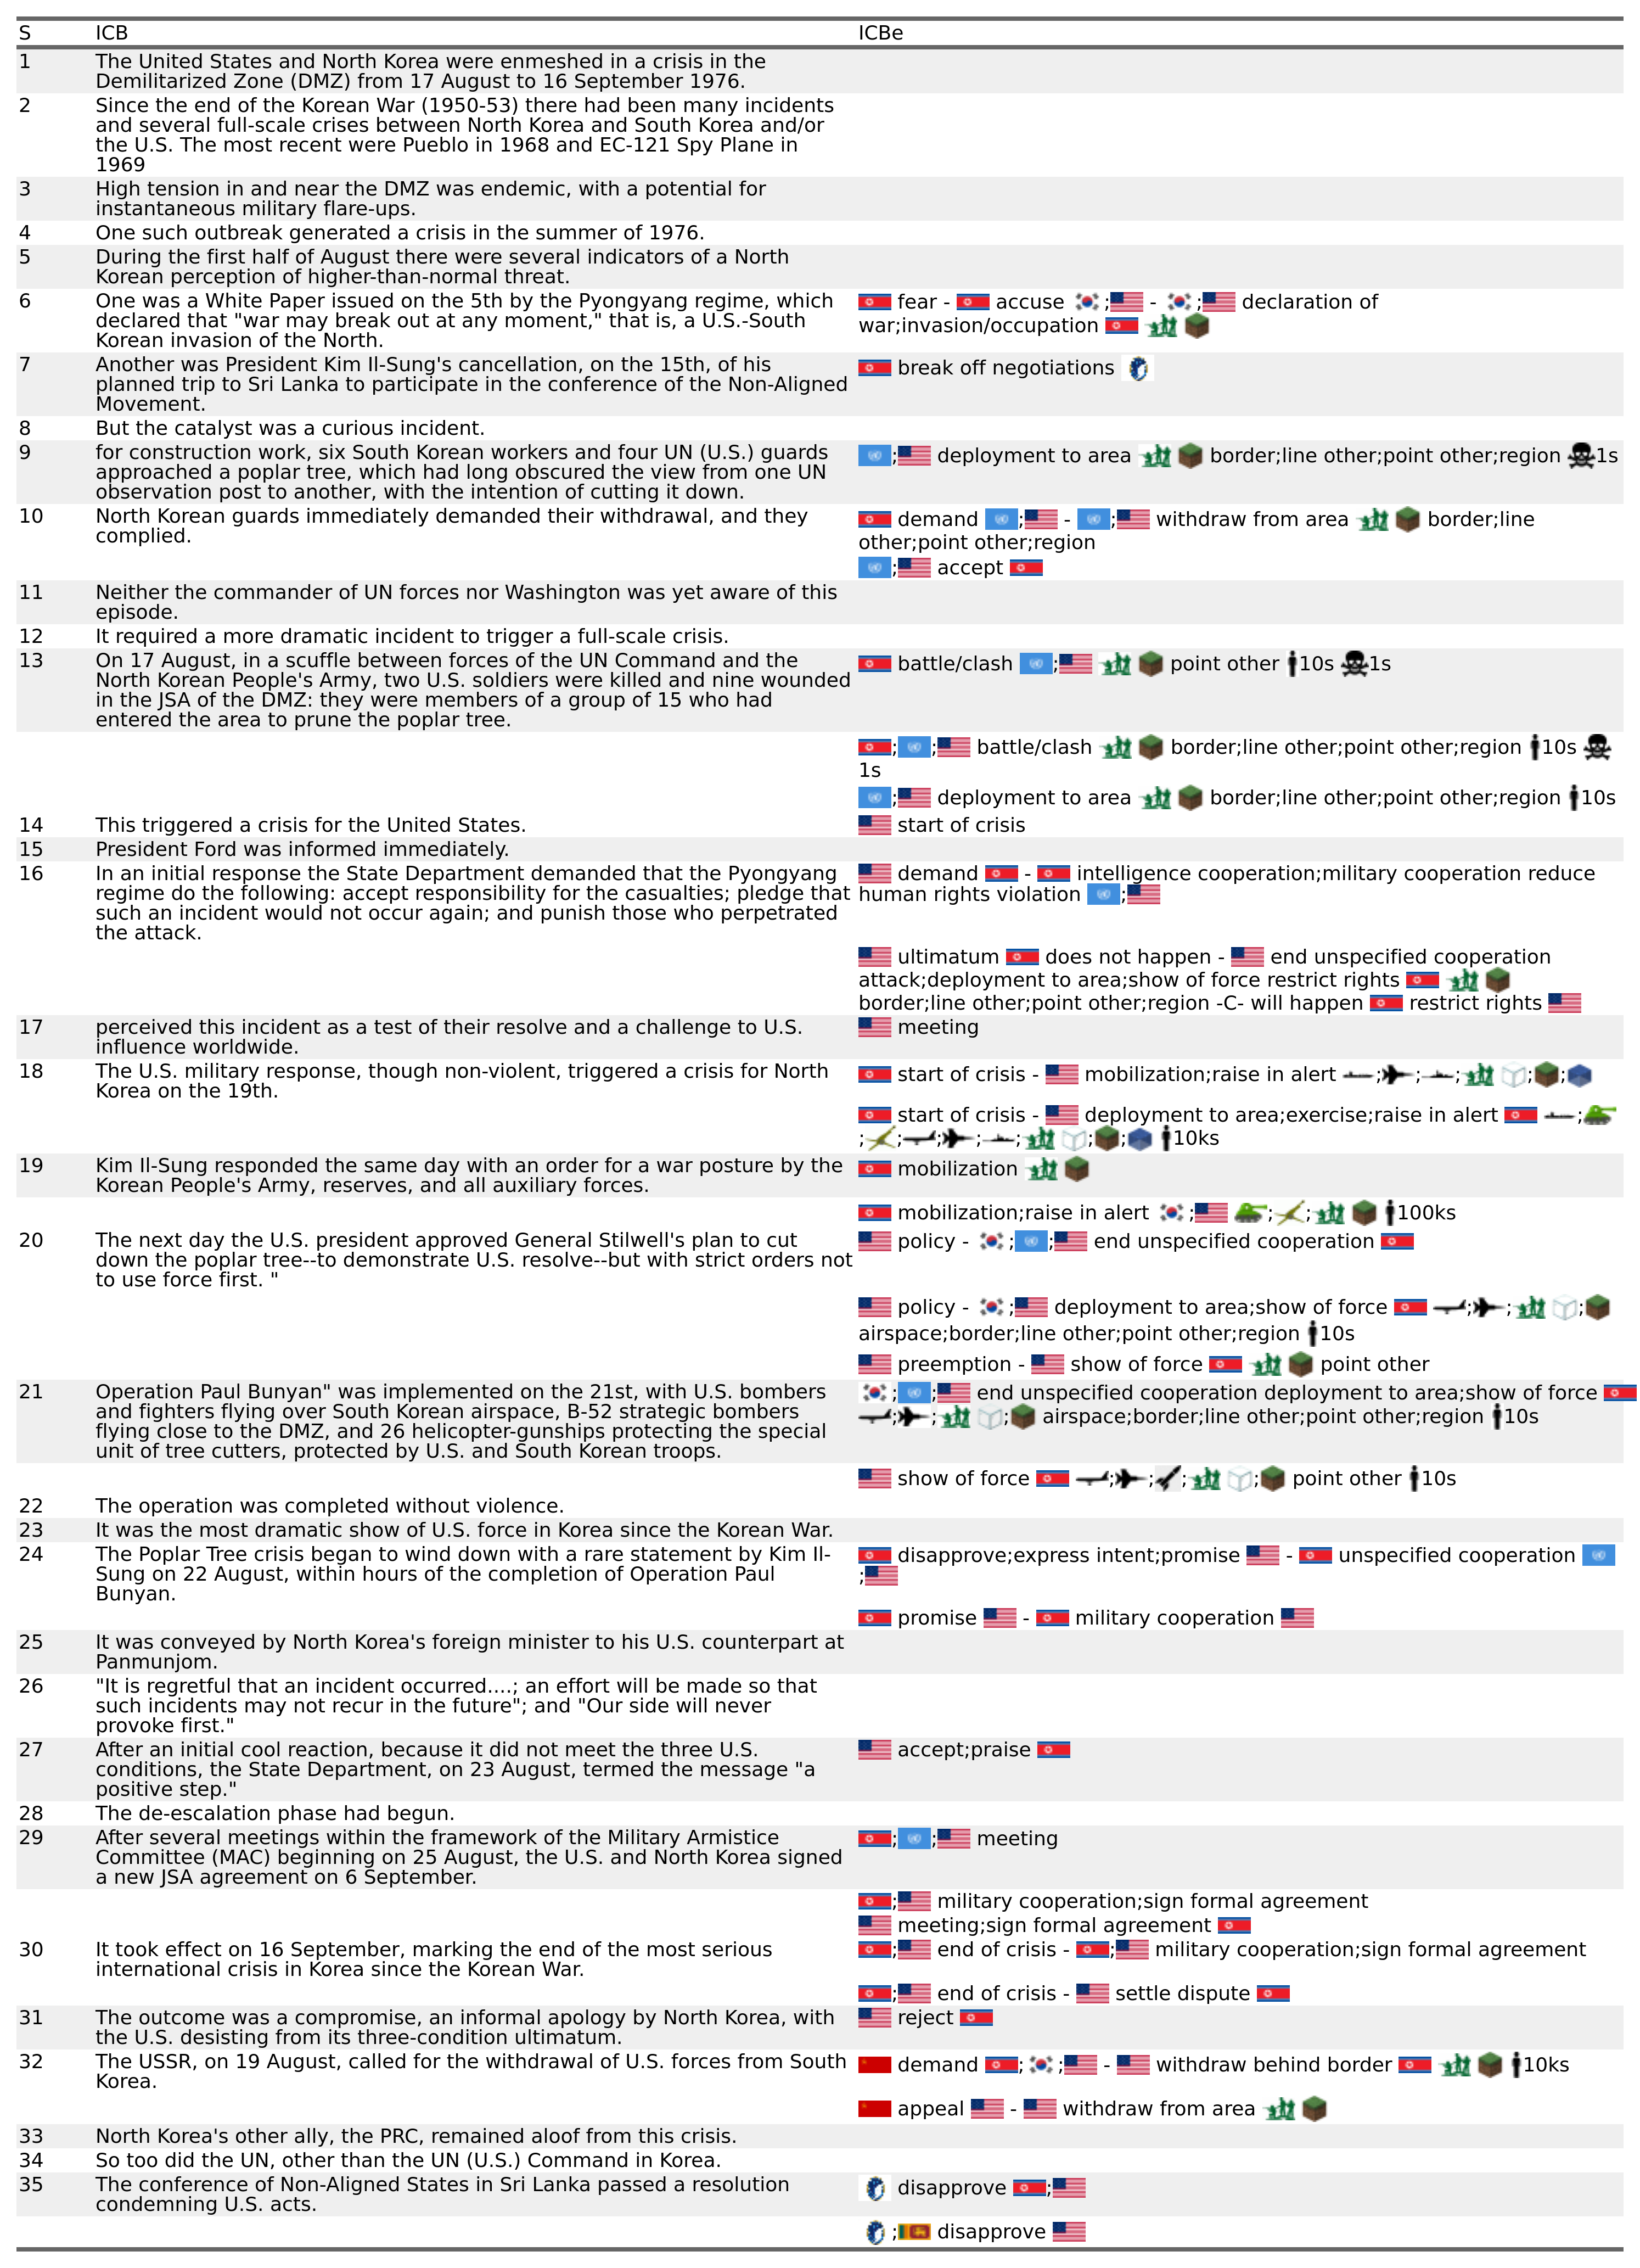 S ICB ICBe
1 The United States and North Korea were enmeshed in a crisis in the
Demilitarized Zone (DMZ) from 17 August to 16 September 1976.
2 Since the end of the Korean War (1950-53) there had been many incidents
and several full-scale crises between North Korea and South Korea and/or
the U.S. The most recent were Pueblo in 1968 and EC-121 Spy Plane in
1969
3 High tension in and near the DMZ was endemic, with a potential for
instantaneous military flare-ups.
4 One such outbreak generated a crisis in the summer of 1976.
5 During the first half of August there were several indicators of a North
Korean perception of higher-than-normal threat.
6 One was a White Paper issued on the 5th by the Pyongyang regime, which
declared that "war may break out at any moment," that is, a U.S.-South
Korean invasion of the North.
fear - accuse ; - ; declaration of
war;invasion/occupation
7 Another was President Kim Il-Sung's cancellation, on the 15th, of his
planned trip to Sri Lanka to participate in the conference of the Non-Aligned
Movement.
break off negotiations
8 But the catalyst was a curious incident.
9 for construction work, six South Korean workers and four UN (U.S.) guards
approached a poplar tree, which had long obscured the view from one UN
observation post to another, with the intention of cutting it down.
; deployment to area border;line other;point other;region 1s
10 North Korean guards immediately demanded their withdrawal, and they
complied.
demand ; - ; withdraw from area border;line
other;point other;region
; accept
11 Neither the commander of UN forces nor Washington was yet aware of this
episode.
12 It required a more dramatic incident to trigger a full-scale crisis.
13 On 17 August, in a scuffle between forces of the UN Command and the
North Korean People's Army, two U.S. soldiers were killed and nine wounded
in the JSA of the DMZ: they were members of a group of 15 who had
entered the area to prune the poplar tree.
battle/clash ; point other 10s 1s
; ; battle/clash border;line other;point other;region 10s
1s
; deployment to area border;line other;point other;region 10s
14 This triggered a crisis for the United States.
start of crisis
15 President Ford was informed immediately.
16 In an initial response the State Department demanded that the Pyongyang
regime do the following: accept responsibility for the casualties; pledge that
such an incident would not occur again; and punish those who perpetrated
the attack.
demand - intelligence cooperation;military cooperation reduce
human rights violation ;
ultimatum does not happen - end unspecified cooperation
attack;deployment to area;show of force restrict rights
border;line other;point other;region -C- will happen restrict rights
17 perceived this incident as a test of their resolve and a challenge to U.S.
influence worldwide.
meeting
18 The U.S. military response, though non-violent, triggered a crisis for North
Korea on the 19th.
start of crisis - mobilization;raise in alert ; ; ; ; ;
start of crisis - deployment to area;exercise;raise in alert ;
; ; ; ; ; ; ; 10ks
19 Kim Il-Sung responded the same day with an order for a war posture by the
Korean People's Army, reserves, and all auxiliary forces.
mobilization
mobilization;raise in alert ; ; ; 100ks
20 The next day the U.S. president approved General Stilwell's plan to cut
down the poplar tree--to demonstrate U.S. resolve--but with strict orders not
to use force first. "
policy - ; ; end unspecified cooperation
policy - ; deployment to area;show of force ; ; ;
airspace;border;line other;point other;region 10s
preemption - show of force point other
21 Operation Paul Bunyan" was implemented on the 21st, with U.S. bombers
and fighters flying over South Korean airspace, B-52 strategic bombers
flying close to the DMZ, and 26 helicopter-gunships protecting the special
unit of tree cutters, protected by U.S. and South Korean troops.
; ; end unspecified cooperation deployment to area;show of force
; ; ; airspace;border;line other;point other;region 10s
show of force ; ; ; ; point other 10s
22 The operation was completed without violence.
23 It was the most dramatic show of U.S. force in Korea since the Korean War.
24 The Poplar Tree crisis began to wind down with a rare statement by Kim Il-
Sung on 22 August, within hours of the completion of Operation Paul
Bunyan.
disapprove;express intent;promise - unspecified cooperation
;
promise - military cooperation
25 It was conveyed by North Korea's foreign minister to his U.S. counterpart at
Panmunjom.
26 "It is regretful that an incident occurred....; an effort will be made so that
such incidents may not recur in the future"; and "Our side will never
provoke first."
27 After an initial cool reaction, because it did not meet the three U.S.
conditions, the State Department, on 23 August, termed the message "a
positive step."
accept;praise
28 The de-escalation phase had begun.
29 After several meetings within the framework of the Military Armistice
Committee (MAC) beginning on 25 August, the U.S. and North Korea signed
a new JSA agreement on 6 September.
; ; meeting
; military cooperation;sign formal agreement
meeting;sign formal agreement
30 It took effect on 16 September, marking the end of the most serious
international crisis in Korea since the Korean War.
; end of crisis - ; military cooperation;sign formal agreement
; end of crisis - settle dispute
31 The outcome was a compromise, an informal apology by North Korea, with
the U.S. desisting from its three-condition ultimatum.
reject
32 The USSR, on 19 August, called for the withdrawal of U.S. forces from South
Korea.
demand ; ; - withdraw behind border 10ks
appeal - withdraw from area
33 North Korea's other ally, the PRC, remained aloof from this crisis.
34 So too did the UN, other than the UN (U.S.) Command in Korea.
35 The conference of Non-Aligned States in Sri Lanka passed a resolution
condemning U.S. acts.
disapprove ;
; disapprove